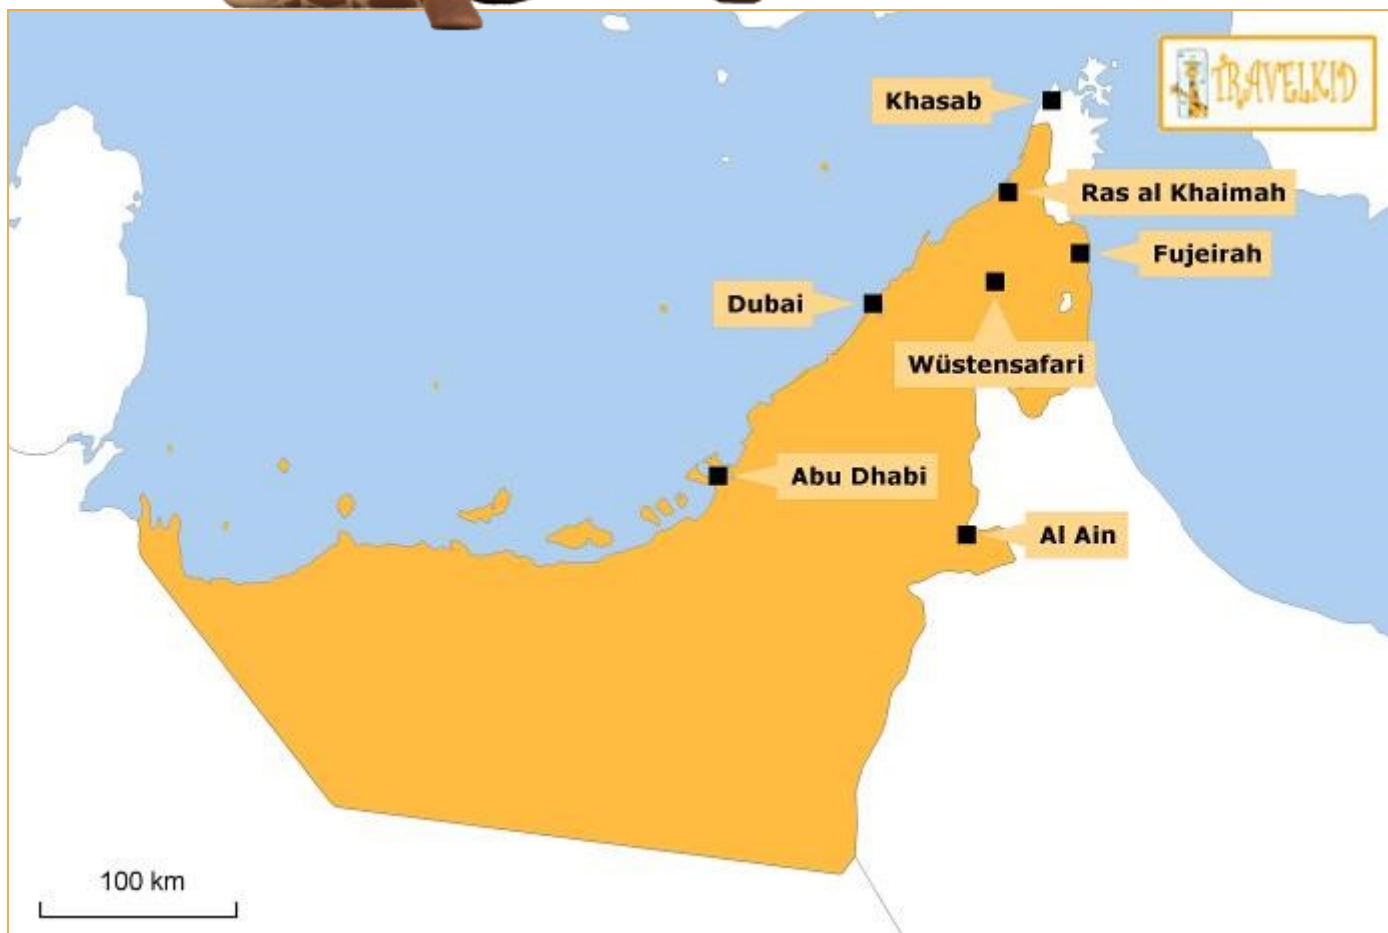 Khasab
TRAVELKID
Ras al Khaimah
Fujeirah
Dubai
Wüstensafari
Abu Dhabi
Al Ain
100 km